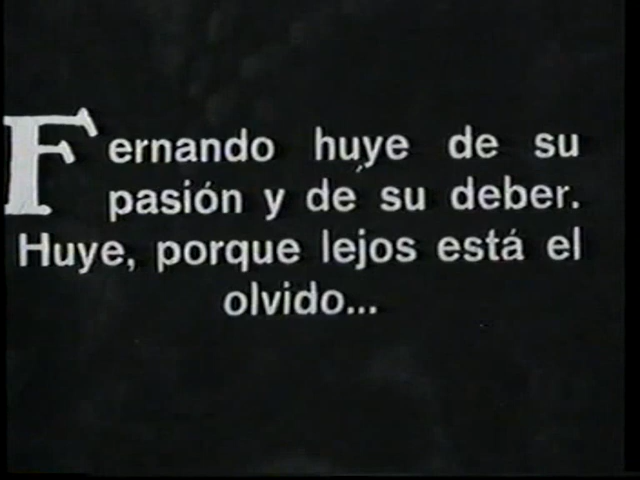 Fernando huye de su
pasión y de su deber.
Huye, porque lejos está el
olvido...